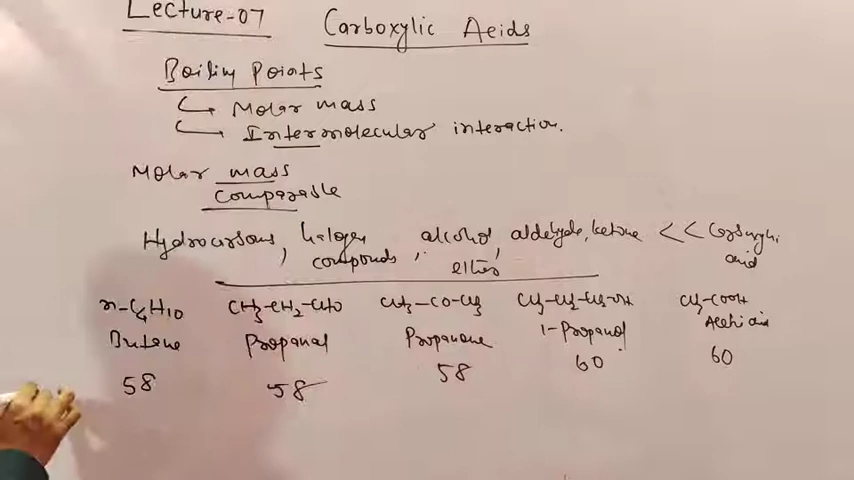 Lecture-07
Carboxylic Acids
Boiling Points
↳ Molar mass
↳ Intermolecular interaction.
Molar mass
comparable
Hydrocarbons, halogen compounds, alcohol, aldehyde, ketone << Carboxylic acid
ether
n-C4H10 CH3-CH2-CHO CH3-CO-CH3 CH3-CH2-CH2-OH CH3-COOH
Butane Propanal Propanone 1-Propanol Acetic acid
58 58 58 60 60